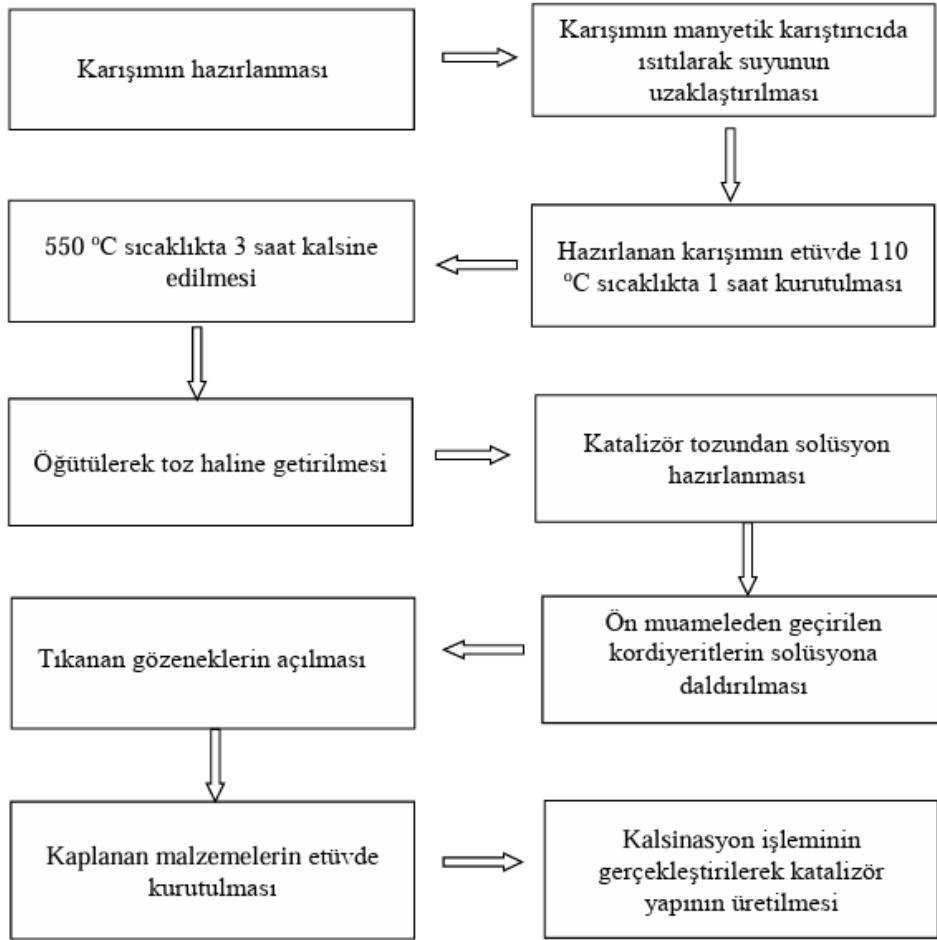 Karışımın hazırlanması
Karışımın manyetik karıştırıcıda
ısıtılarak suyunun
uzaklaştırılması
Hazırlanan karışımın etüvde 110
°C sıcaklıkta 1 saat kurutulması
550 °C sıcaklıkta 3 saat kalsine
edilmesi
Öğütülerek toz haline getirilmesi
Katalizör tozundan solüsyon
hazırlanması
Ön muameleden geçirilen
kordiyeritlerin solüsyona
daldırılması
Tıkanan gözeneklerin açılması
Kaplanan malzemelerin etüvde
kurutulması
Kalsinasyon işleminin
gerçekleştirilerek katalizör
yapının üretilmesi